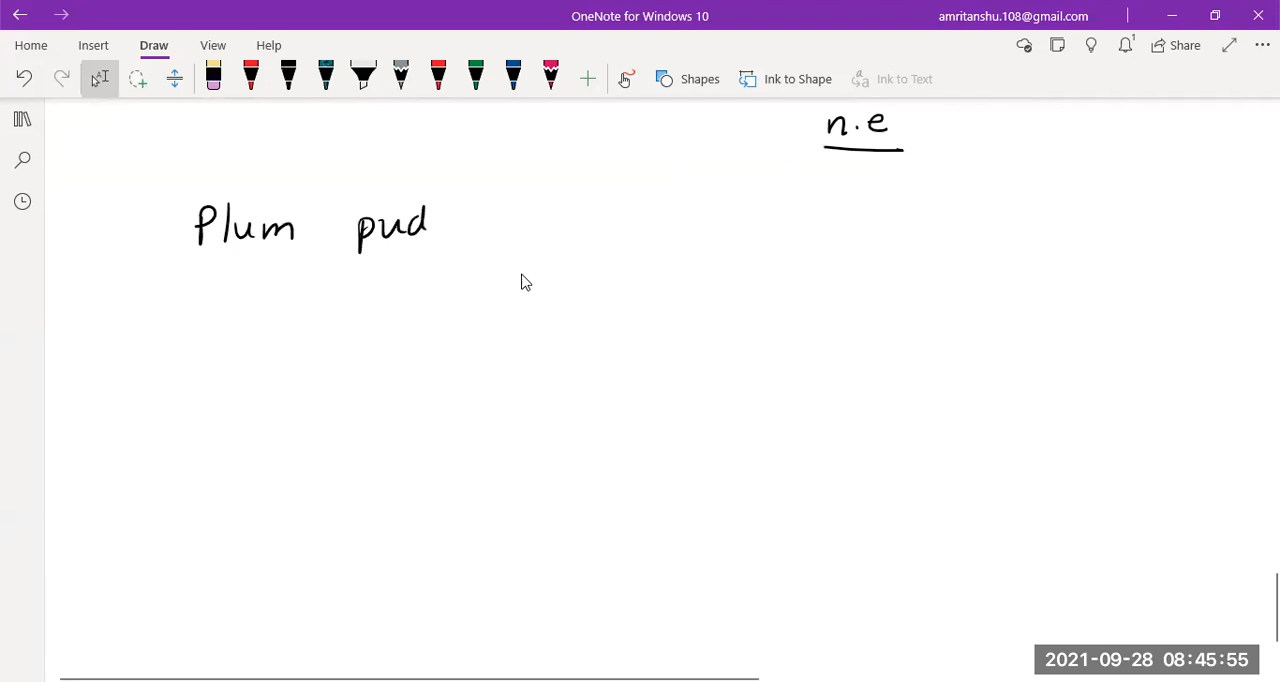 OneNote for Windows 10
amritanshu.108@gmail.com
Home Insert Draw View Help
1
Share
Shapes
Ink to Shape
Ink to Text
n.e
Plum pud
2021-09-28 08:45:55